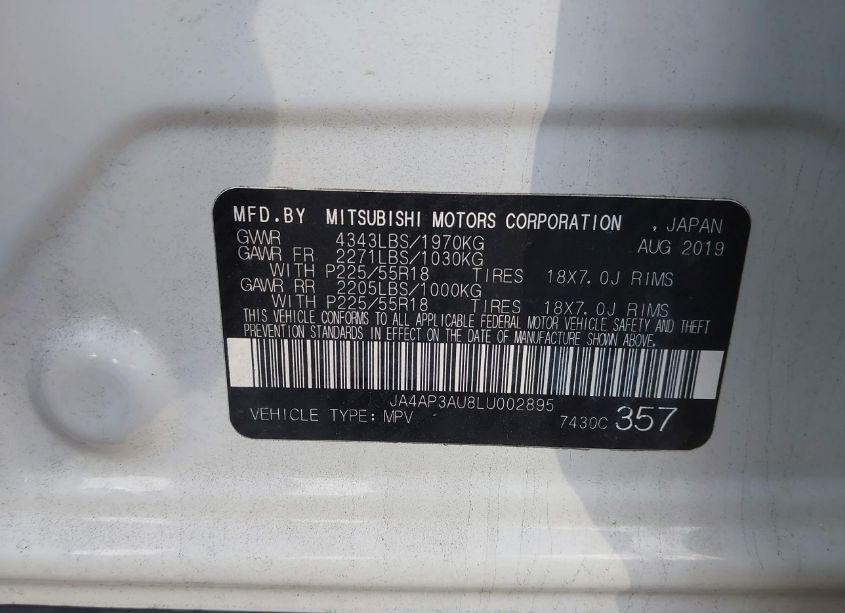 MFD.BY MITSUBISHI MOTORS CORPORATION , JAPAN
GVWR 4343LBS/1970KG AUG 2019
GAWR FR 2271LBS/1030KG
WITH P225/55R18 TIRES 18X7.0J RIMS
GAWR RR 2205LBS/1000KG
WITH P225/55R18 TIRES 18X7.0J RIMS
THIS VEHICLE CONFORMS TO ALL APPLICABLE FEDERAL MOTOR VEHICLE SAFETY AND THEFT
PREVENTION STANDARDS IN EFFECT ON THE DATE OF MANUFACTURE SHOWN ABOVE.
JA4AP3AU8LU002895
VEHICLE TYPE: MPV 7430C 357